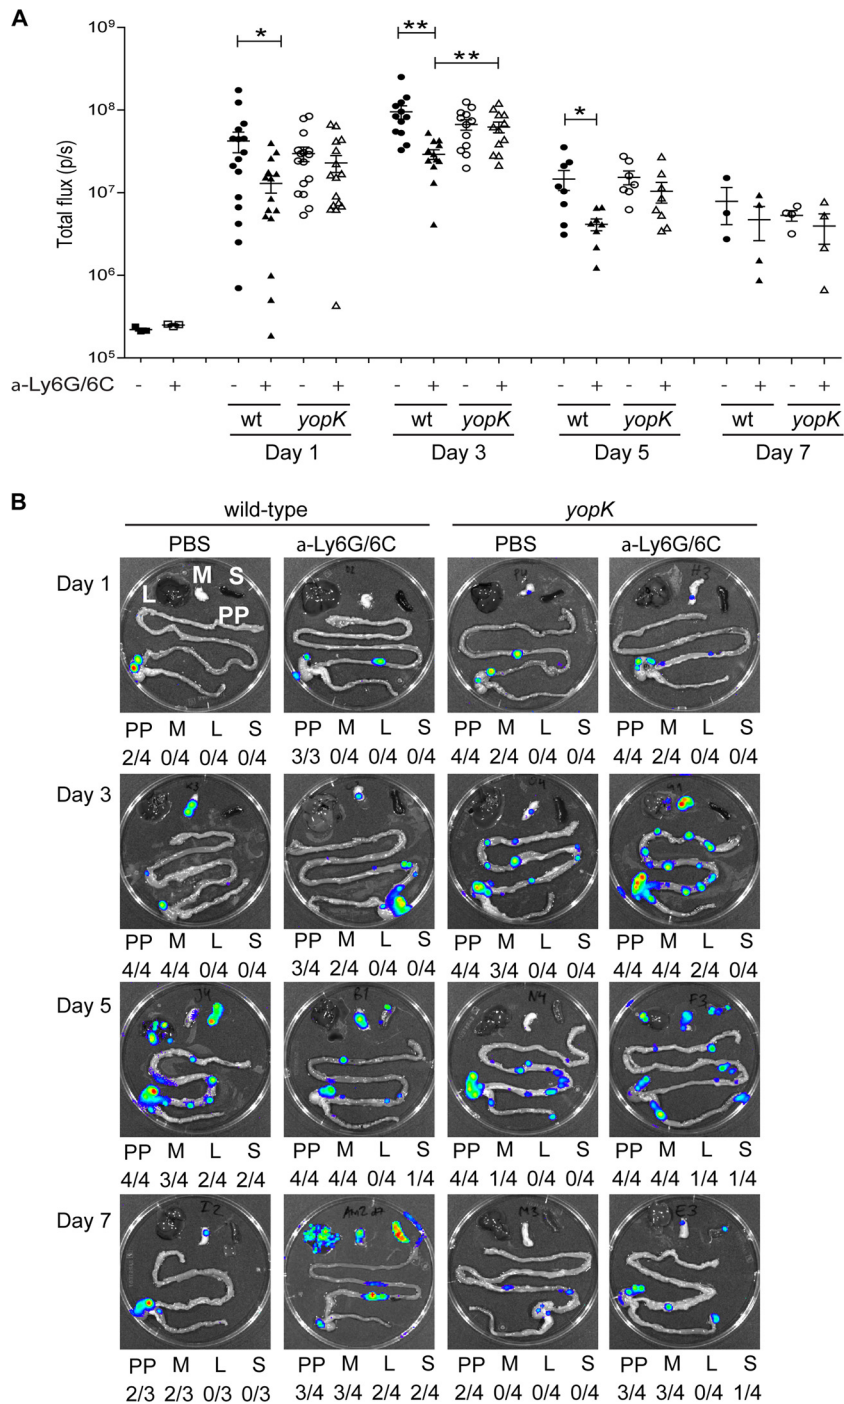 A
10⁹
**
*
**
10⁸
*
Total flux (p/s)
10⁷
10⁶
10⁵
a-Ly6G/6C - + - + - + - + - + - + - + - + - +
wt yopK wt yopK wt yopK wt yopK
Day 1 Day 3 Day 5 Day 7
B
wild-type yopK
PBS a-Ly6G/6C PBS a-Ly6G/6C
Day 1
L M S PP
H3
PP M L S PP M L S PP M L S PP M L S
2/4 0/4 0/4 0/4 3/3 0/4 0/4 0/4 4/4 2/4 0/4 0/4 4/4 2/4 0/4 0/4
Day 3
PP M L S PP M L S PP M L S PP M L S
4/4 4/4 0/4 0/4 3/4 2/4 0/4 0/4 4/4 3/4 0/4 0/4 4/4 4/4 2/4 0/4
Day 5
J4 B1 N4 F3
PP M L S PP M L S PP M L S PP M L S
4/4 3/4 2/4 2/4 4/4 4/4 0/4 1/4 4/4 1/4 0/4 0/4 4/4 4/4 1/4 1/4
Day 7
I2 M3 E3
PP M L S PP M L S PP M L S PP M L S
2/3 2/3 0/3 0/3 3/4 3/4 2/4 2/4 2/4 0/4 0/4 0/4 3/4 3/4 0/4 1/4